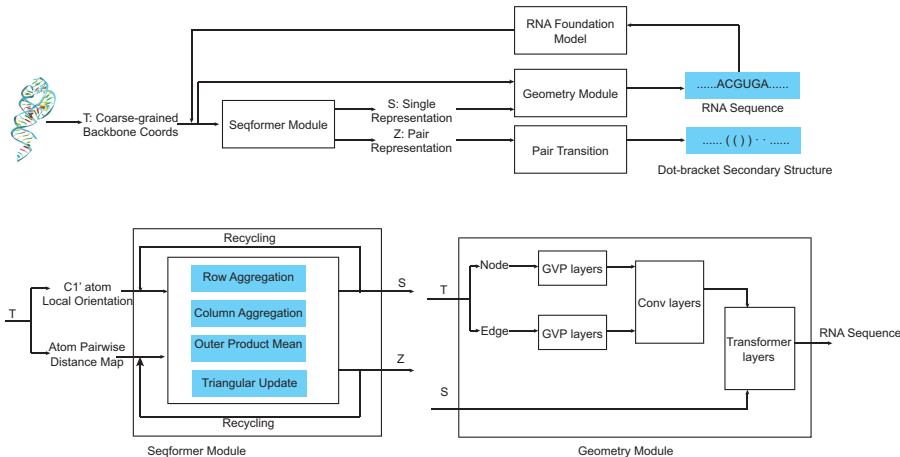 RNA Foundation
Model
T: Coarse-grained
Backbone Coords
Seqformer Module
S: Single
Representation
Z: Pair
Representation
Geometry Module
......ACGUGA......
RNA Sequence
Pair Transition
...... ( ( ) ) · · ......
Dot-bracket Secondary Structure
Recycling
Row Aggregation
Column Aggregation
Outer Product Mean
Triangular Update
T
C1’ atom
Local Orientation
Atom Pairwise
Distance Map
S
Z
Recycling
Seqformer Module
T
Node
GVP layers
Edge
GVP layers
Conv layers
Transformer
layers
RNA Sequence
S
Geometry Module